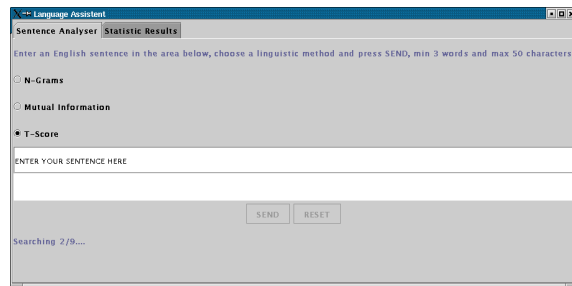 Language Assistent
Sentence Analyser Statistic Results
Enter an English sentence in the area below, choose a linguistic method and press SEND, min 3 words and max 50 characters
N-Grams
Mutual Information
T-Score
ENTER YOUR SENTENCE HERE
SEND RESET
Searching 2/9....